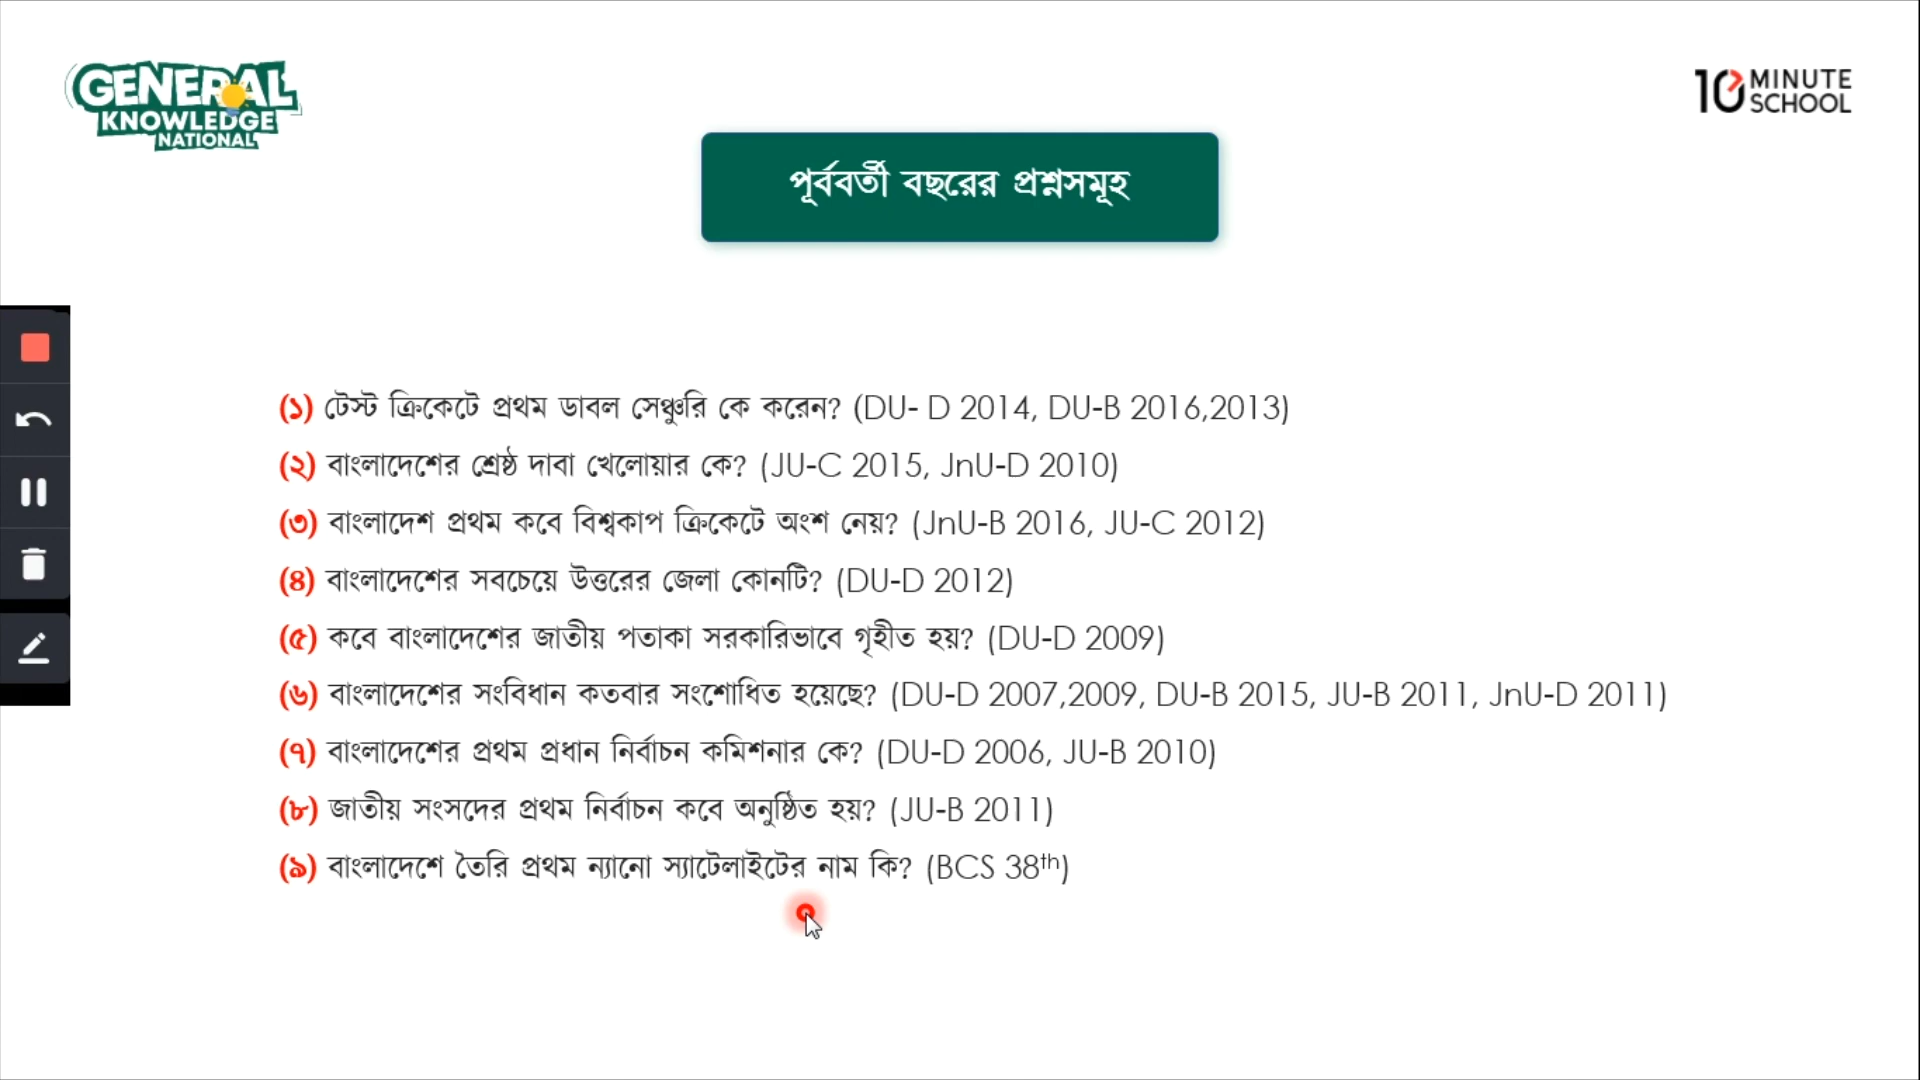 GENERAL
KNOWLEDGE
NATIONAL
10 MINUTE
SCHOOL
পূর্ববর্তী বছরের প্রশ্নসমূহ
(১) টেস্ট ক্রিকেটে প্রথম ডাবল সেঞ্চুরি কে করেন? (DU- D 2014, DU-B 2016,2013)
(২) বাংলাদেশের শ্রেষ্ঠ দাবা খেলোয়ার কে? (JU-C 2015, JnU-D 2010)
(৩) বাংলাদেশ প্রথম কবে বিশ্বকাপ ক্রিকেটে অংশ নেয়? (JnU-B 2016, JU-C 2012)
(৪) বাংলাদেশের সবচেয়ে উত্তরের জেলা কোনটি? (DU-D 2012)
(৫) কবে বাংলাদেশের জাতীয় পতাকা সরকারিভাবে গৃহীত হয়? (DU-D 2009)
(৬) বাংলাদেশের সংবিধান কতবার সংশোধিত হয়েছে? (DU-D 2007,2009, DU-B 2015, JU-B 2011, JnU-D 2011)
(৭) বাংলাদেশের প্রথম প্রধান নির্বাচন কমিশনার কে? (DU-D 2006, JU-B 2010)
(৮) জাতীয় সংসদের প্রথম নির্বাচন কবে অনুষ্ঠিত হয়? (JU-B 2011)
(৯) বাংলাদেশে তৈরি প্রথম ন্যানো স্যাটেলাইটের নাম কি? (BCS 38th)